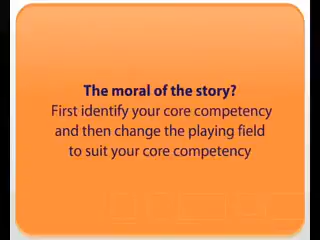 The moral of the story?
First identify your core competency
and then change the playing field
to suit your core competency